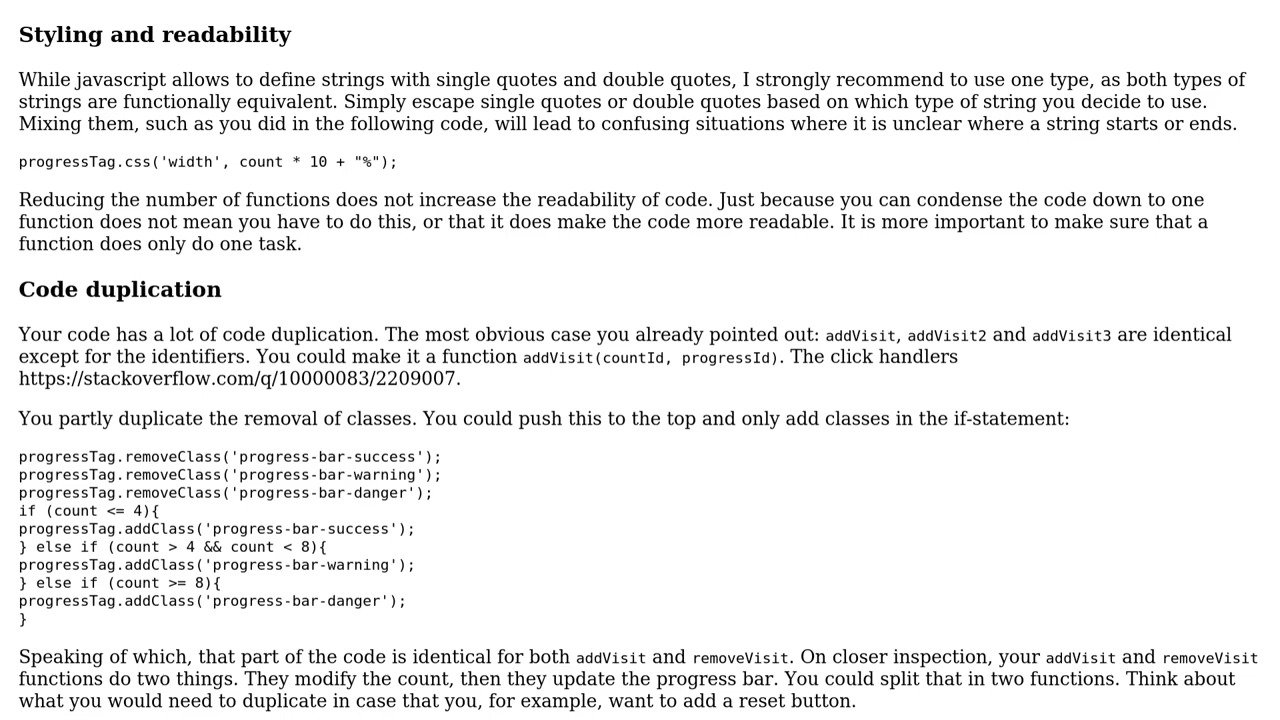 Styling and readability
While javascript allows to define strings with single quotes and double quotes, I strongly recommend to use one type, as both types of
strings are functionally equivalent. Simply escape single quotes or double quotes based on which type of string you decide to use.
Mixing them, such as you did in the following code, will lead to confusing situations where it is unclear where a string starts or ends.
progressTag.css('width', count * 10 + "%");
Reducing the number of functions does not increase the readability of code. Just because you can condense the code down to one
function does not mean you have to do this, or that it does make the code more readable. It is more important to make sure that a
function does only do one task.
Code duplication
Your code has a lot of code duplication. The most obvious case you already pointed out: addVisit, addVisit2 and addVisit3 are identical
except for the identifiers. You could make it a function addVisit(countId, progressId). The click handlers
https://stackoverflow.com/q/10000083/2209007.
You partly duplicate the removal of classes. You could push this to the top and only add classes in the if-statement:
progressTag.removeClass('progress-bar-success');
progressTag.removeClass('progress-bar-warning');
progressTag.removeClass('progress-bar-danger');
if (count <= 4){
progressTag.addClass('progress-bar-success');
} else if (count > 4 && count < 8){
progressTag.addClass('progress-bar-warning');
} else if (count >= 8){
progressTag.addClass('progress-bar-danger');
}
Speaking of which, that part of the code is identical for both addVisit and removeVisit. On closer inspection, your addVisit and removeVisit
functions do two things. They modify the count, then they update the progress bar. You could split that in two functions. Think about
what you would need to duplicate in case that you, for example, want to add a reset button.